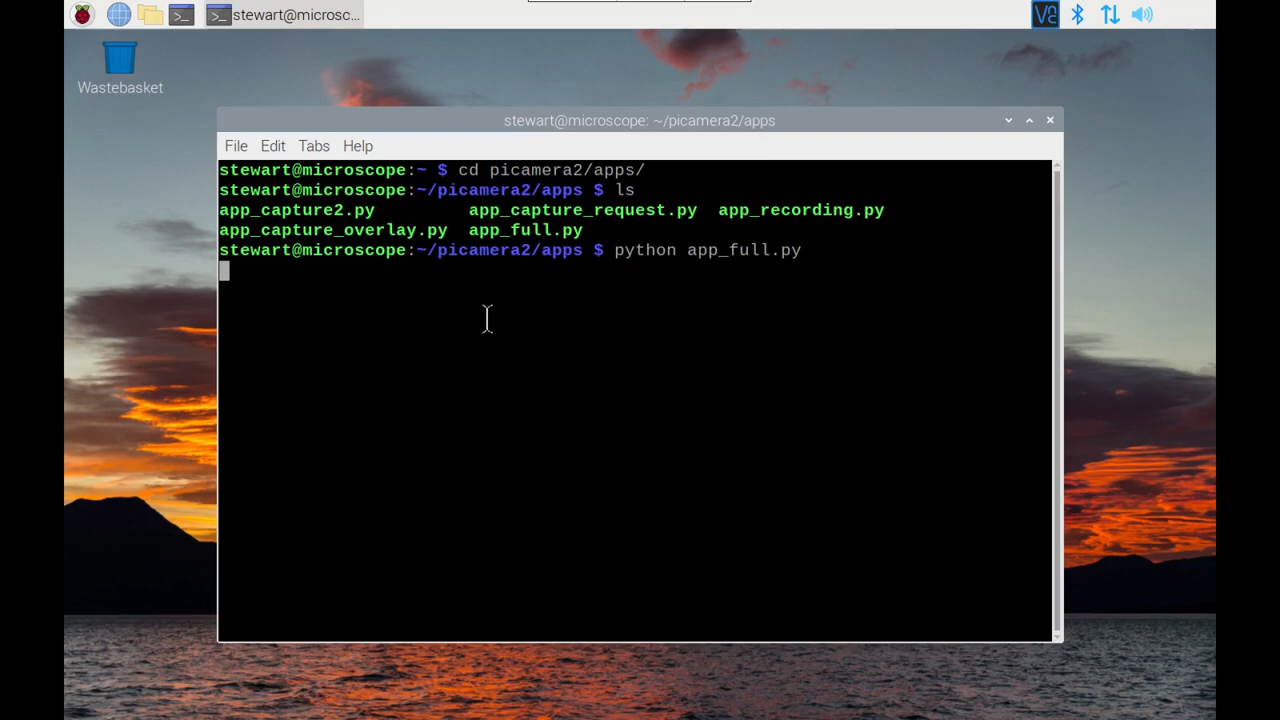 stewart@microsc...
Wastebasket
stewart@microscope: ~/picamera2/apps
File Edit Tabs Help
stewart@microscope:~ $ cd picamera2/apps/
stewart@microscope:~/picamera2/apps $ ls
app_capture2.py app_capture_request.py app_recording.py
app_capture_overlay.py app_full.py
stewart@microscope:~/picamera2/apps $ python app_full.py